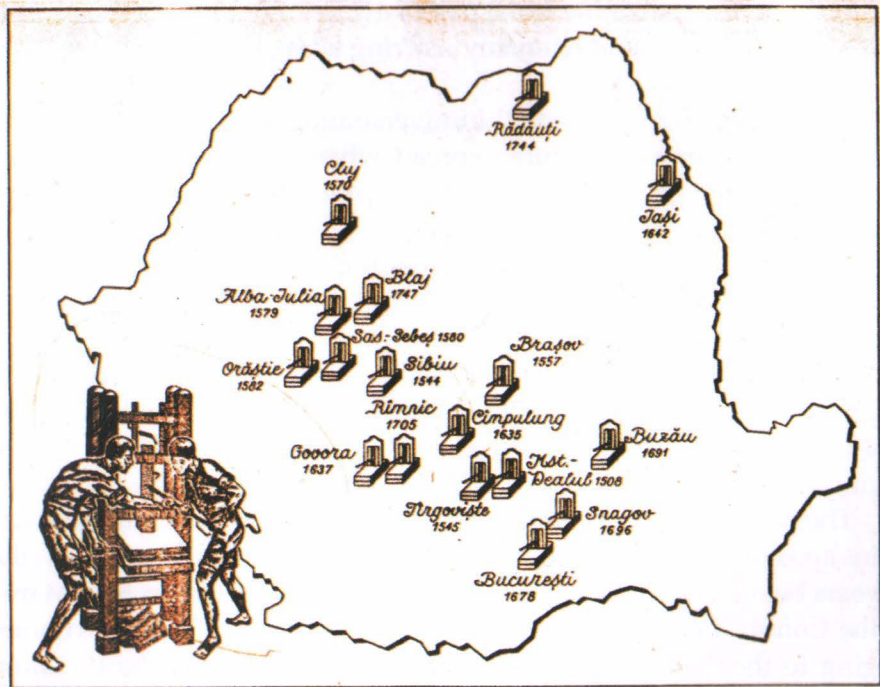 Rădăuți
1744
Cluj
1570
Iași
1642
Blaj
1747
Alba-Iulia
1579
Sas-Sebeș 1580
Orăștie
1582
Sibiu
1544
Brașov
1557
Rîmnic
1705
Cîmpulung
1635
Govora
1637
Buzău
1691
Mst.-
Dealul 1508
Tîrgoviște
1545
Snagov
1696
București
1678